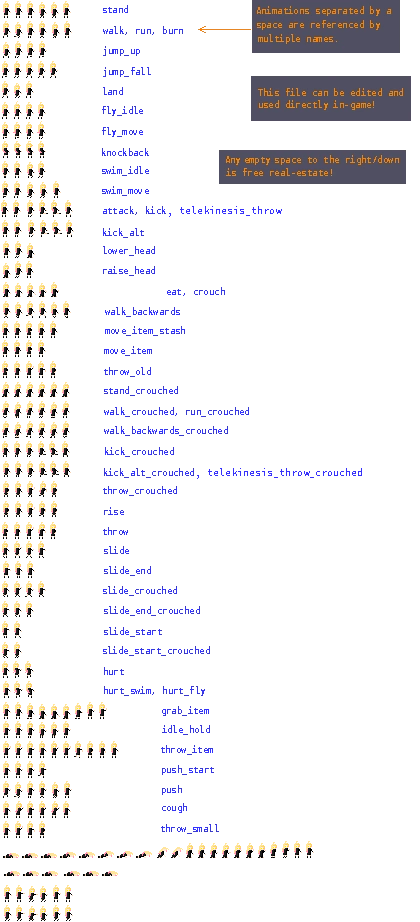 stand
Animations separated by a
space are referenced by
multiple names.
walk, run, burn
jump_up
jump_fall
land
This file can be edited and
used directly in-game!
fly_idle
fly_move
knockback
Any empty space to the right/down
is free real-estate!
swim_idle
swim_move
attack, kick, telekinesis_throw
kick_alt
lower_head
raise_head
eat, crouch
walk_backwards
move_item_stash
move_item
throw_old
stand_crouched
walk_crouched, run_crouched
walk_backwards_crouched
kick_crouched
kick_alt_crouched, telekinesis_throw_crouched
throw_crouched
rise
throw
slide
slide_end
slide_crouched
slide_end_crouched
slide_start
slide_start_crouched
hurt
hurt_swim, hurt_fly
grab_item
idle_hold
throw_item
push_start
push
cough
throw_small